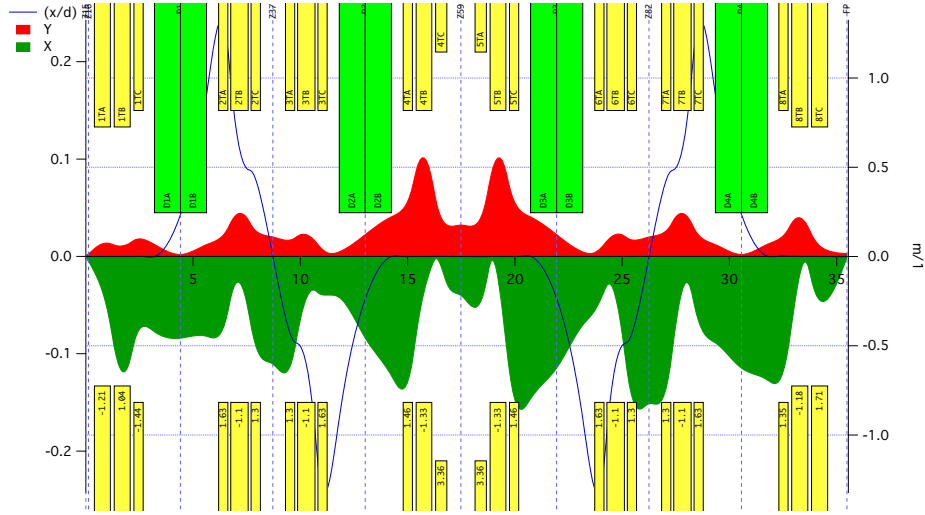 (x/d)
Y
X
0.2
0.1
0.0
-0.1
-0.2
1.0
0.5
0.0
-0.5
-1.0
m/1
5
10
15
20
25
30
35
Z37
Z59
Z82
FP
1TA
1TB
1TC
D1A
D1B
2TA
2TB
2TC
3TA
3TB
3TC
D2A
D2B
4TA
4TB
4TC
5TA
5TB
5TC
D3A
D3B
6TA
6TB
6TC
7TA
7TB
7TC
D4A
D4B
8TA
8TB
8TC
-1.21
1.04
-1.44
1.63
-1.1
1.3
1.3
-1.1
1.63
1.46
-1.33
3.36
3.36
-1.33
1.46
1.63
-1.1
1.3
1.3
-1.1
1.63
1.35
-1.18
1.71